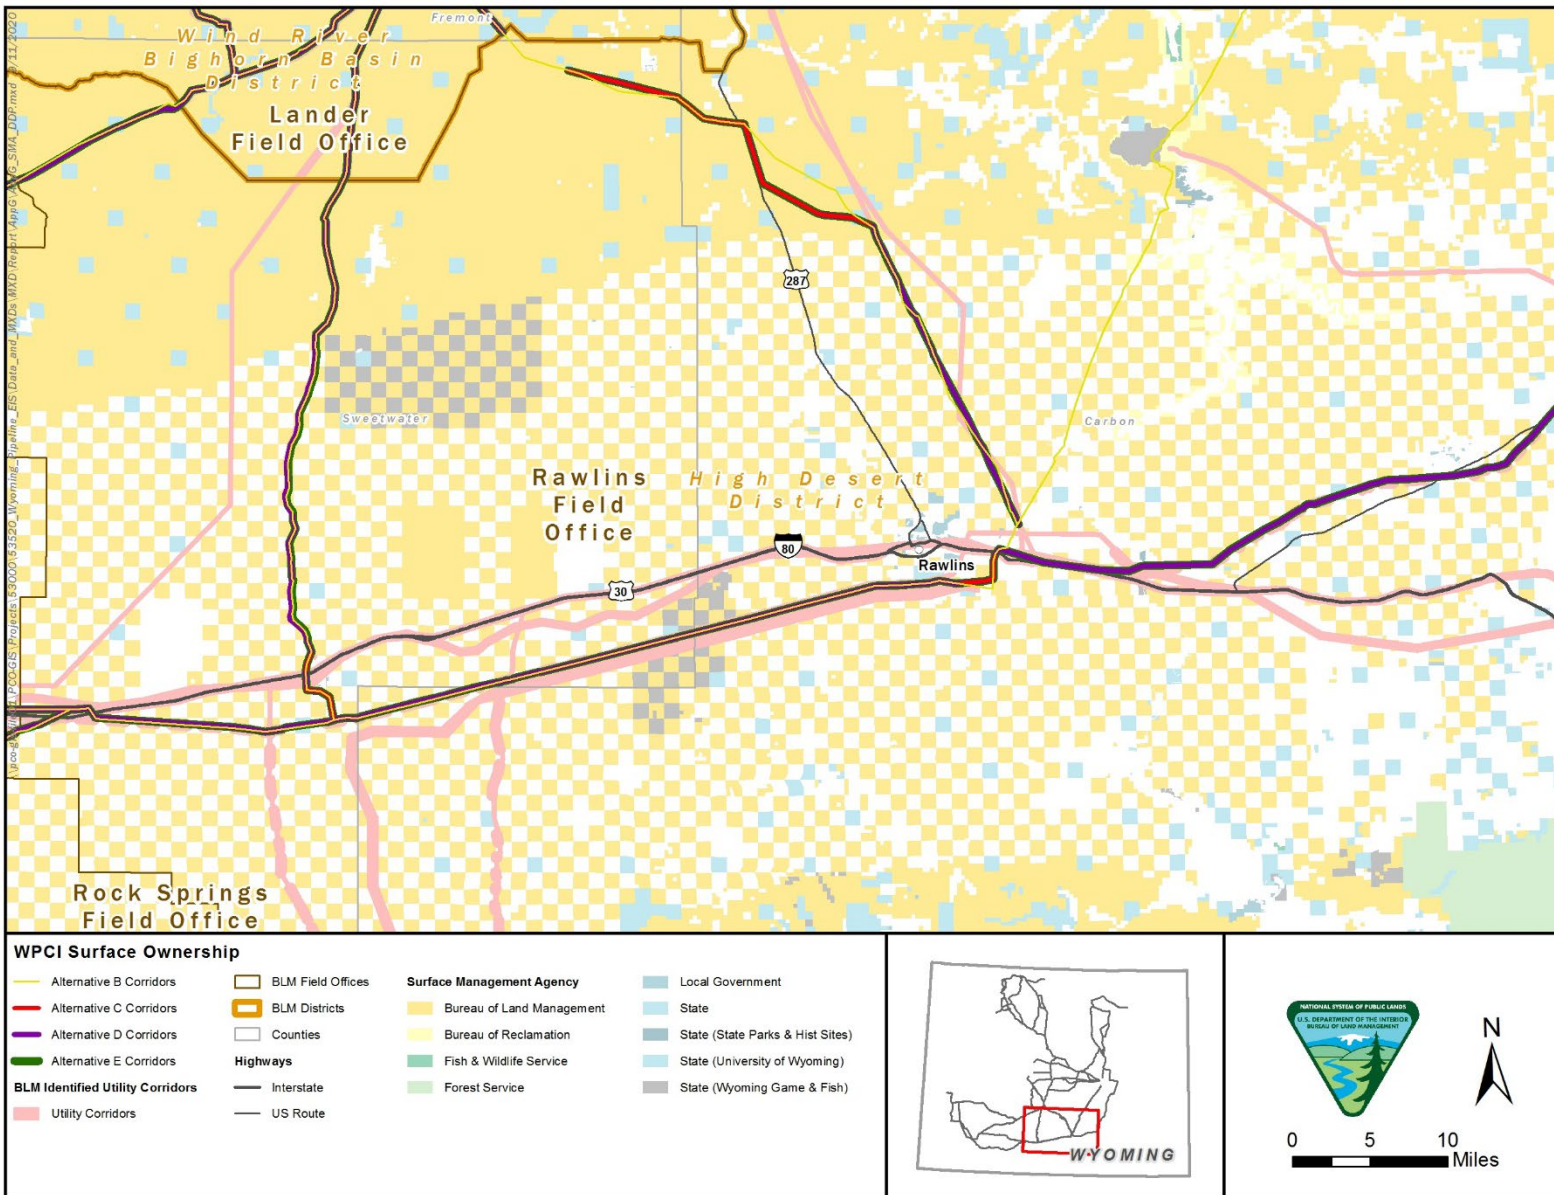 Fremont
Wind River
Bighorn Basin
District
Lander
Field Office
287
Sweetwater
Carbon
Rawlins
Field
Office
High Desert
District
80
30
Rawlins
Rock Springs
Field Office
WPCI Surface Ownership
Alternative B Corridors
Alternative C Corridors
Alternative D Corridors
Alternative E Corridors
BLM Identified Utility Corridors
Utility Corridors
BLM Field Offices
BLM Districts
Counties
Highways
Interstate
US Route
Surface Management Agency
Bureau of Land Management
Bureau of Reclamation
Fish & Wildlife Service
Forest Service
Local Government
State
State (State Parks & Hist Sites)
State (University of Wyoming)
State (Wyoming Game & Fish)
WYOMING
NATIONAL SYSTEM OF PUBLIC LANDS
U.S. DEPARTMENT OF THE INTERIOR
BUREAU OF LAND MANAGEMENT
N
0 5 10
Miles